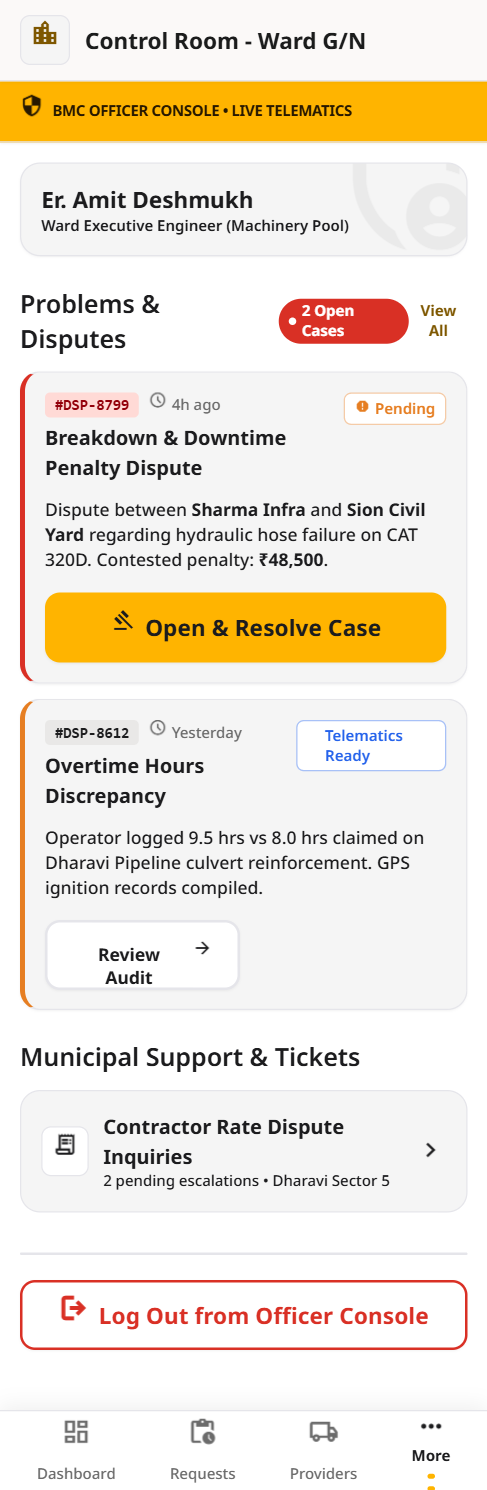 Control Room - Ward G/N
BMC OFFICER CONSOLE • LIVE TELEMATICS
Er. Amit Deshmukh
Ward Executive Engineer (Machinery Pool)
Problems &
Disputes
2 Open
Cases
View
All
#DSP-8799 4h ago
Pending
Breakdown & Downtime
Penalty Dispute
Dispute between Sharma Infra and Sion Civil
Yard regarding hydraulic hose failure on CAT
320D. Contested penalty: ₹48,500.
Open & Resolve Case
#DSP-8612 Yesterday
Telematics
Ready
Overtime Hours
Discrepancy
Operator logged 9.5 hrs vs 8.0 hrs claimed on
Dharavi Pipeline culvert reinforcement. GPS
ignition records compiled.
Review
Audit
Municipal Support & Tickets
Contractor Rate Dispute
Inquiries
2 pending escalations • Dharavi Sector 5
Log Out from Officer Console
Dashboard Requests Providers More